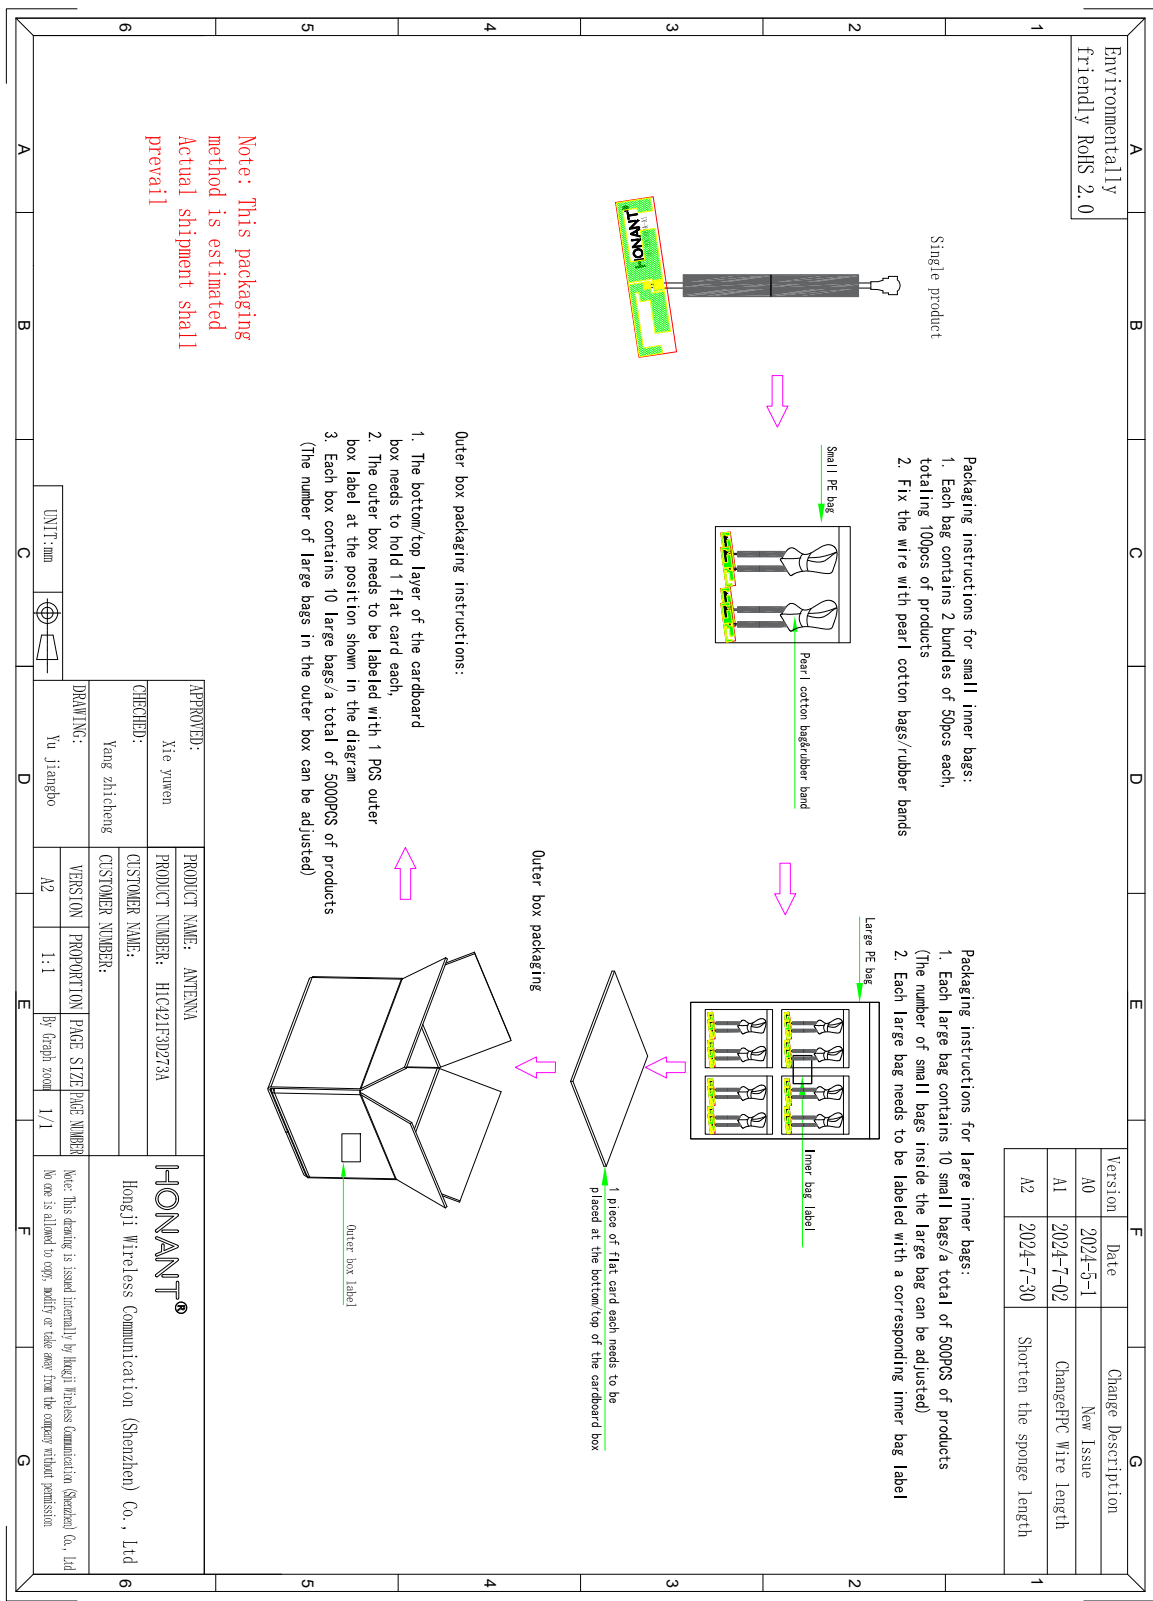 Environmentally
friendly RoHS 2.0
Version Date Change Description
A0 2024-5-1 New Issue
A1 2024-7-02 ChangeFPC Wire length
A2 2024-7-30 Shorten the sponge length
Single product
HONANT
Packaging instructions for small inner bags:
1. Each bag contains 2 bundles of 50pcs each,
totaling 100pcs of products
2. Fix the wire with pearl cotton bags/rubber bands
Small PE bag
Pearl cotton bag&rubber band
Packaging instructions for large inner bags:
1. Each large bag contains 10 small bags/a total of 500PCS of products
(The number of small bags inside the large bag can be adjusted)
2. Each large bag needs to be labeled with a corresponding inner bag label
Large PE bag
Inner bag label
1 piece of flat card each needs to be
placed at the bottom/top of the cardboard box
Outer box packaging
Outer box label
Outer box packaging instructions:
1. The bottom/top layer of the cardboard
box needs to hold 1 flat card each,
2. The outer box needs to be labeled with 1 PCS outer
box label at the position shown in the diagram
3. Each box contains 10 large bags/a total of 5000PCS of products
(The number of large bags in the outer box can be adjusted)
Note: This packaging
method is estimated
Actual shipment shall
prevail
UNIT:mm
APPROVED:
Xie yuwen
CHECHED:
Yang zhicheng
DRAWING:
Yu jiangbo
PRODUCT NAME: ANTENNA
PRODUCT NUMBER: H1C421F3D273A
CUSTOMER NAME:
CUSTOMER NUMBER:
VERSION PROPORTION PAGE SIZE PAGE NUMBER
A2 1:1 By Graph zoom 1/1
HONANT®
Hongji Wireless Communication (Shenzhen) Co., Ltd
Note: This drawing is issued internally by Hongji Wireless Communication (Shenzhen) Co., Ltd
No one is allowed to copy, modify or take away from the company without permission
A B C D E F G
A B C D E F G
1 2 3 4 5 6
1 2 3 4 5 6